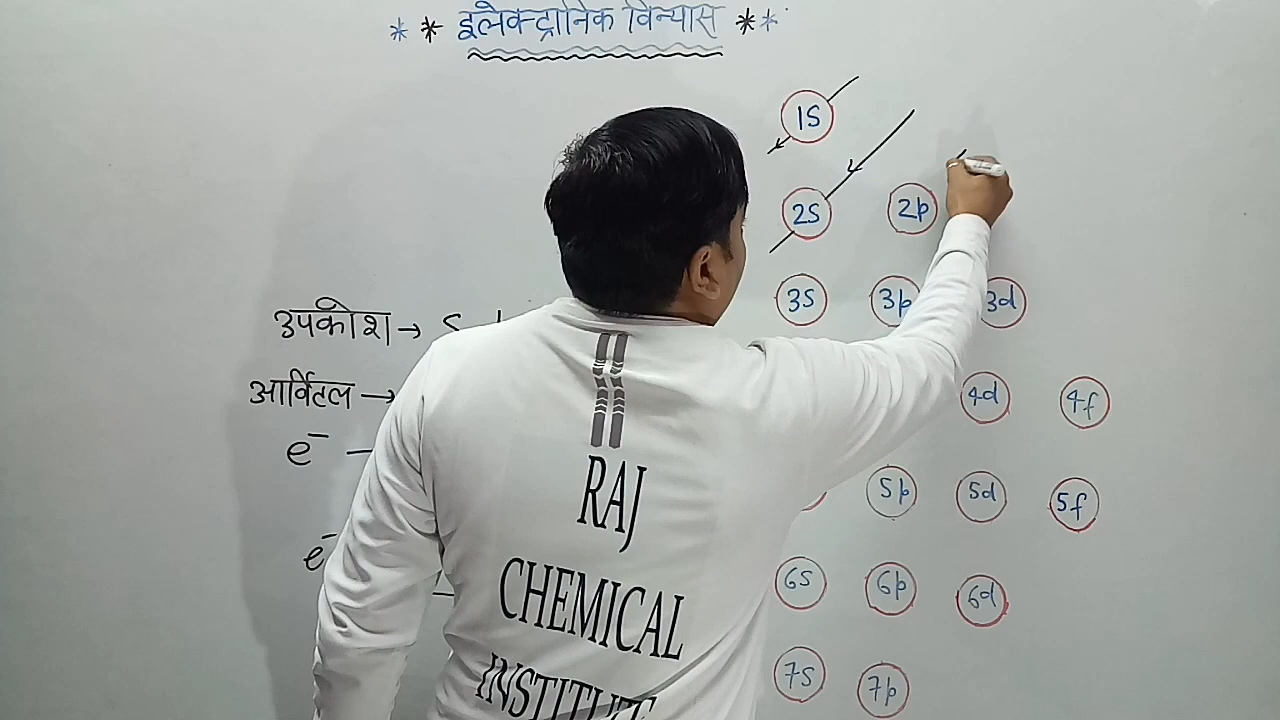 * * इलेक्ट्रानिक विन्यास * *
1S
2S 2p
3S 3p 3d
4d 4f
5p 5d 5f
6S 6p 6d
7S 7p
उपकोश → S
आर्विटल →
e⁻ —
e⁻
RAJ
CHEMICAL
INSTITUTE